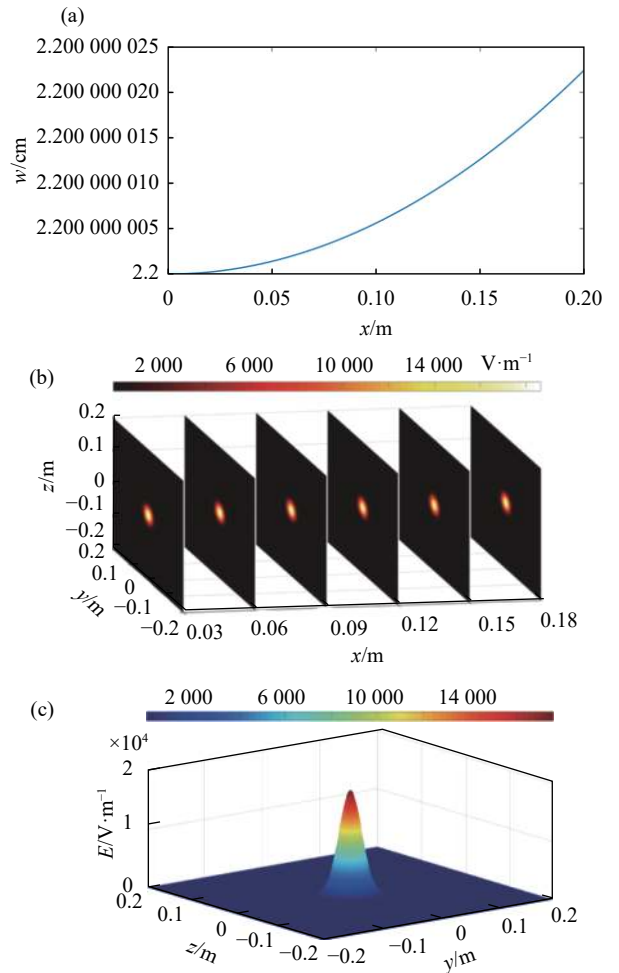 (a)
2.200 000 025
2.200 000 020
2.200 000 015
2.200 000 010
2.200 000 005
2.2
w/cm
0 0.05 0.10 0.15 0.20
x/m
(b)
2 000 6 000 10 000 14 000 V·m⁻¹
0.2
0.1
0
−0.1
−0.2
z/m
0.2
0.1
0
−0.1
−0.2
y/m
0.03 0.06 0.09 0.12 0.15 0.18
x/m
(c)
2 000 6 000 10 000 14 000
×10⁴
2
1
0
E/V·m⁻¹
0.2 0.1 0 −0.1 −0.2
z/m
−0.2 −0.1 0 0.1 0.2
y/m